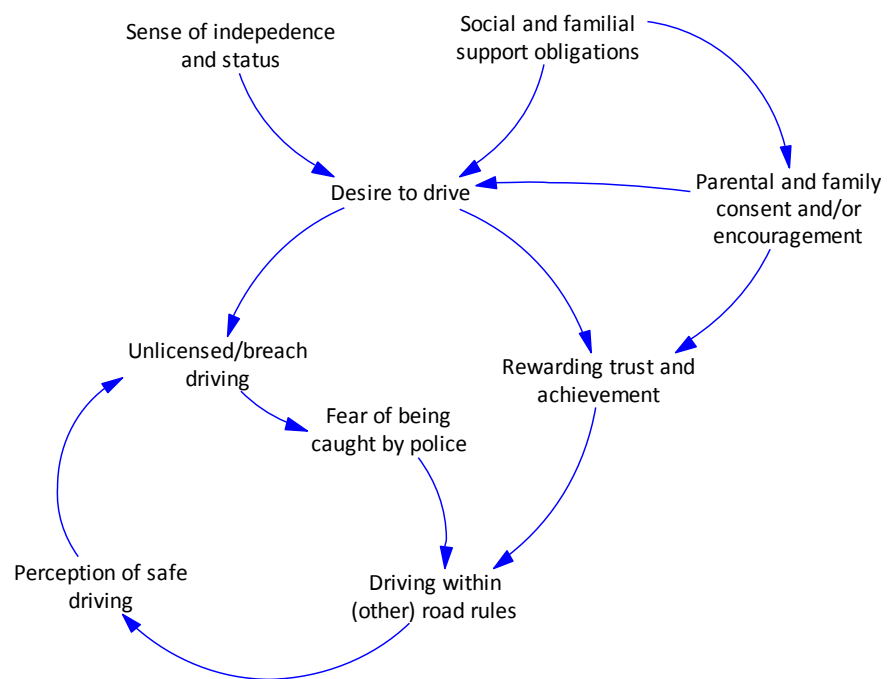 Sense of indepedence
and status
Social and familial
support obligations
Desire to drive
Parental and family
consent and/or
encouragement
Unlicensed/breach
driving
Rewarding trust and
achievement
Fear of being
caught by police
Perception of safe
driving
Driving within
(other) road rules